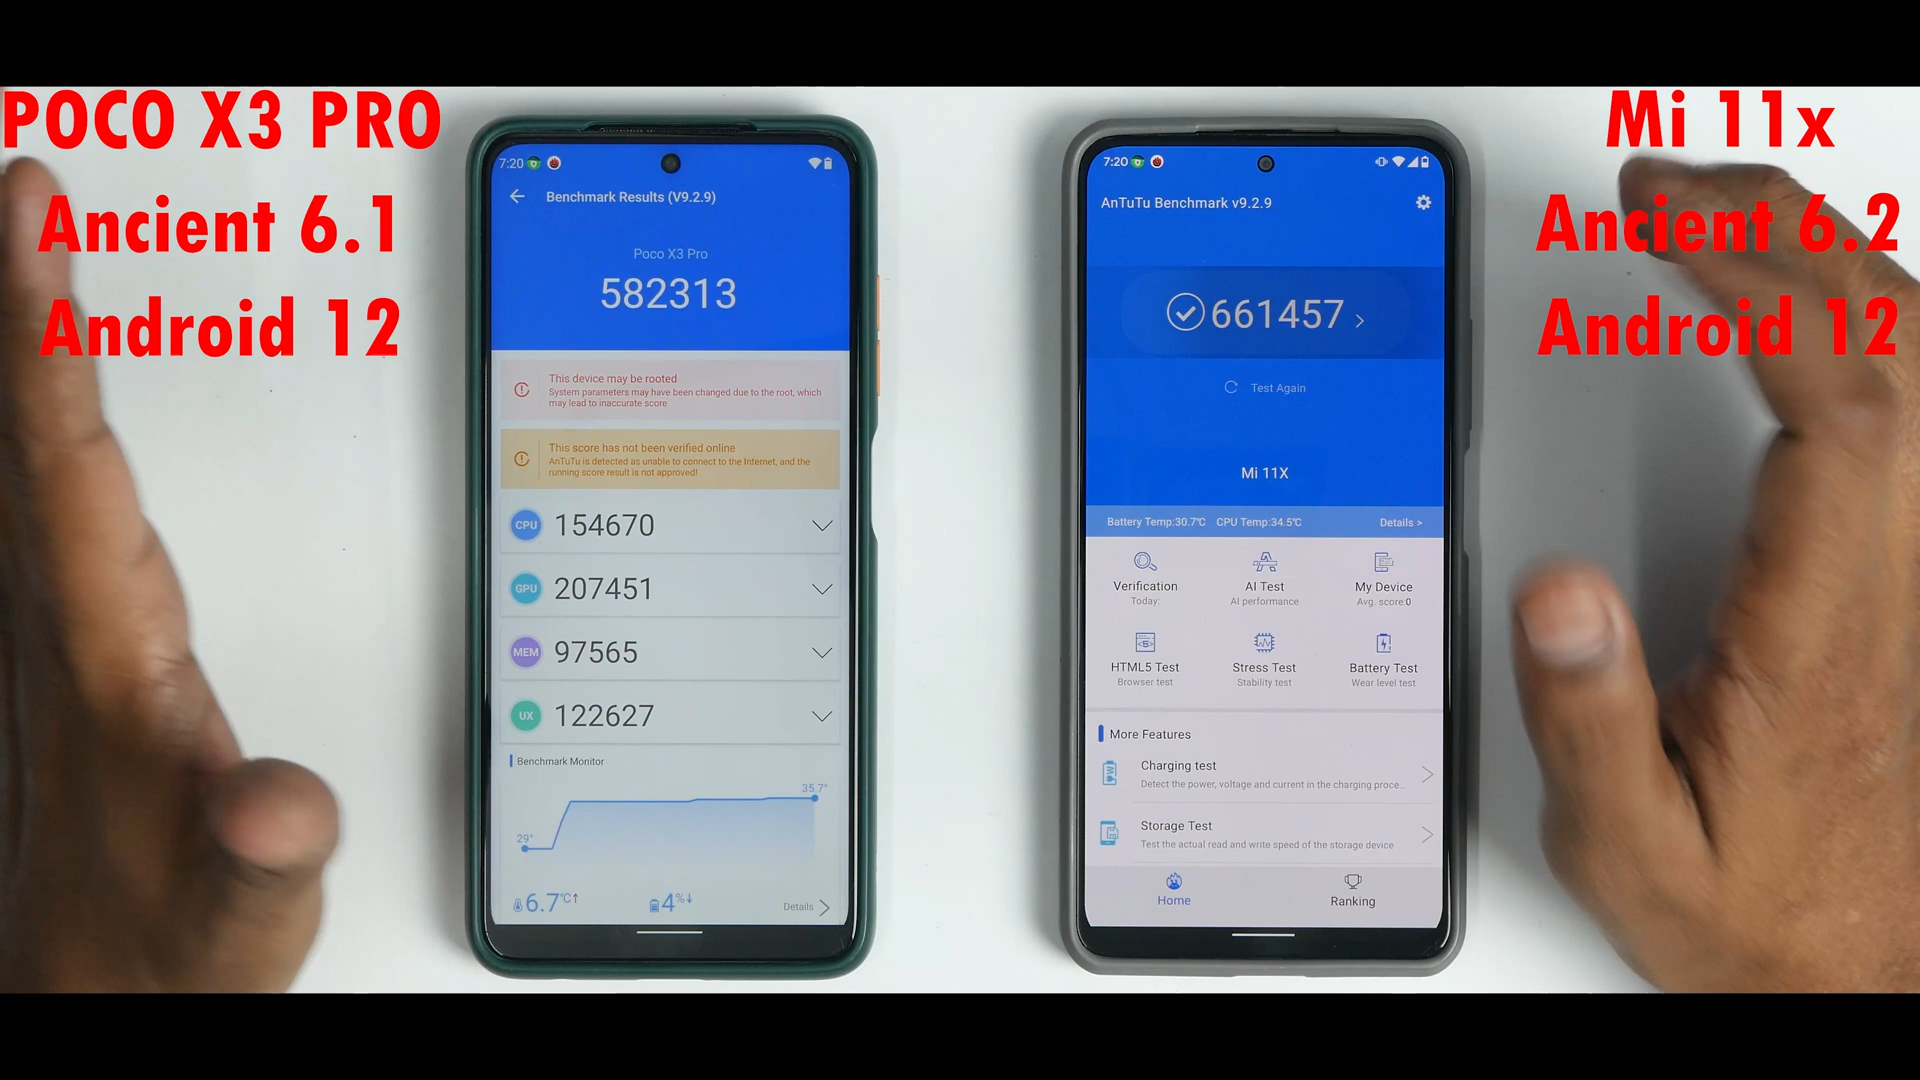 POCO X3 PRO
Ancient 6.1
Android 12
7:20
Benchmark Results (V9.2.9)
Poco X3 Pro
582313
This device may be rooted
System parameters may have been changed due to the root, which
may lead to inaccurate score
This score has not been verified online
AnTuTu is detected as unable to connect to the Internet, and the
running score result is not approved!
CPU 154670
GPU 207451
MEM 97565
UX 122627
Benchmark Monitor
35.7°
29°
6.7°C↑
4%↓
Details
7:20
AnTuTu Benchmark v9.2.9
661457
Test Again
Mi 11X
Battery Temp:30.7℃ CPU Temp:34.5℃ Details >
Verification
Today:
AI Test
AI performance
My Device
Avg. score:0
HTML5 Test
Browser test
Stress Test
Stability test
Battery Test
Wear level test
More Features
Charging test
Detect the power, voltage and current in the charging proce...
Storage Test
Test the actual read and write speed of the storage device
Home
Ranking
Mi 11x
Ancient 6.2
Android 12